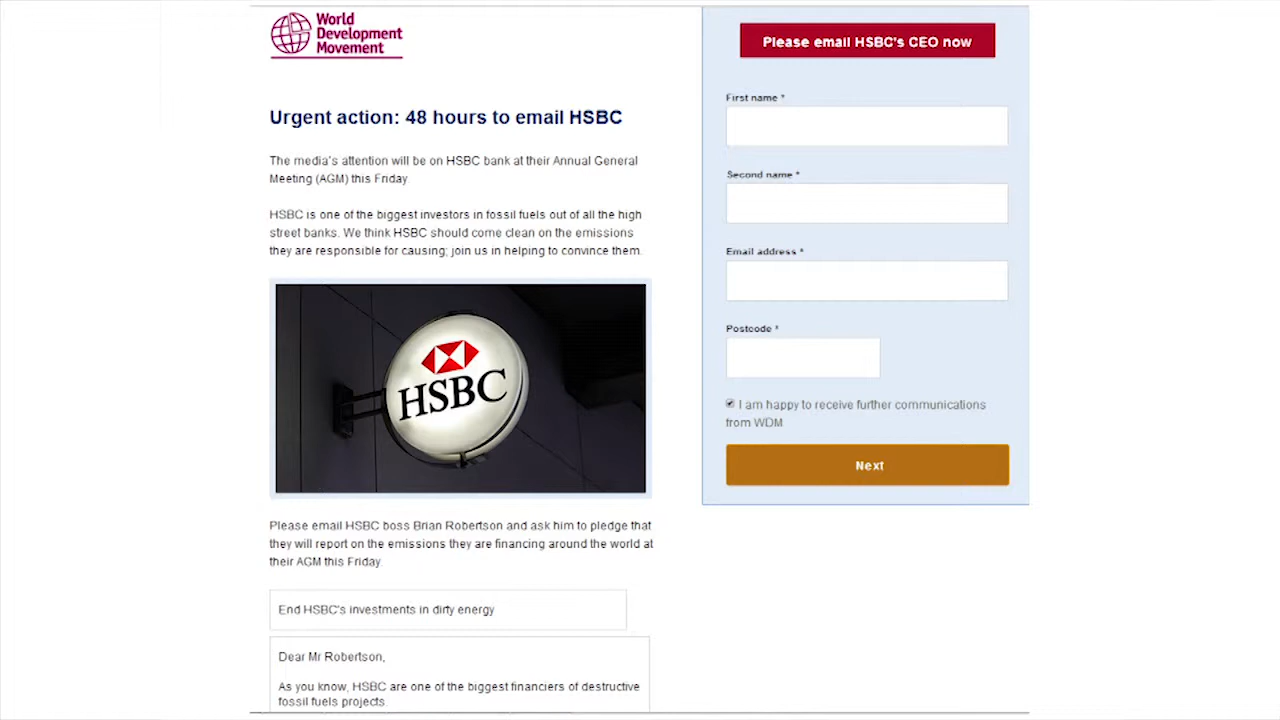 World
Development
Movement
Urgent action: 48 hours to email HSBC
The media's attention will be on HSBC bank at their Annual General
Meeting (AGM) this Friday.
HSBC is one of the biggest investors in fossil fuels out of all the high
street banks. We think HSBC should come clean on the emissions
they are responsible for causing; join us in helping to convince them.
HSBC
Please email HSBC boss Brian Robertson and ask him to pledge that
they will report on the emissions they are financing around the world at
their AGM this Friday.
End HSBC's investments in dirty energy
Dear Mr Robertson,
As you know, HSBC are one of the biggest financiers of destructive
fossil fuels projects.
Please email HSBC's CEO now
First name *
Second name *
Email address *
Postcode *
I am happy to receive further communications
from WDM
Next